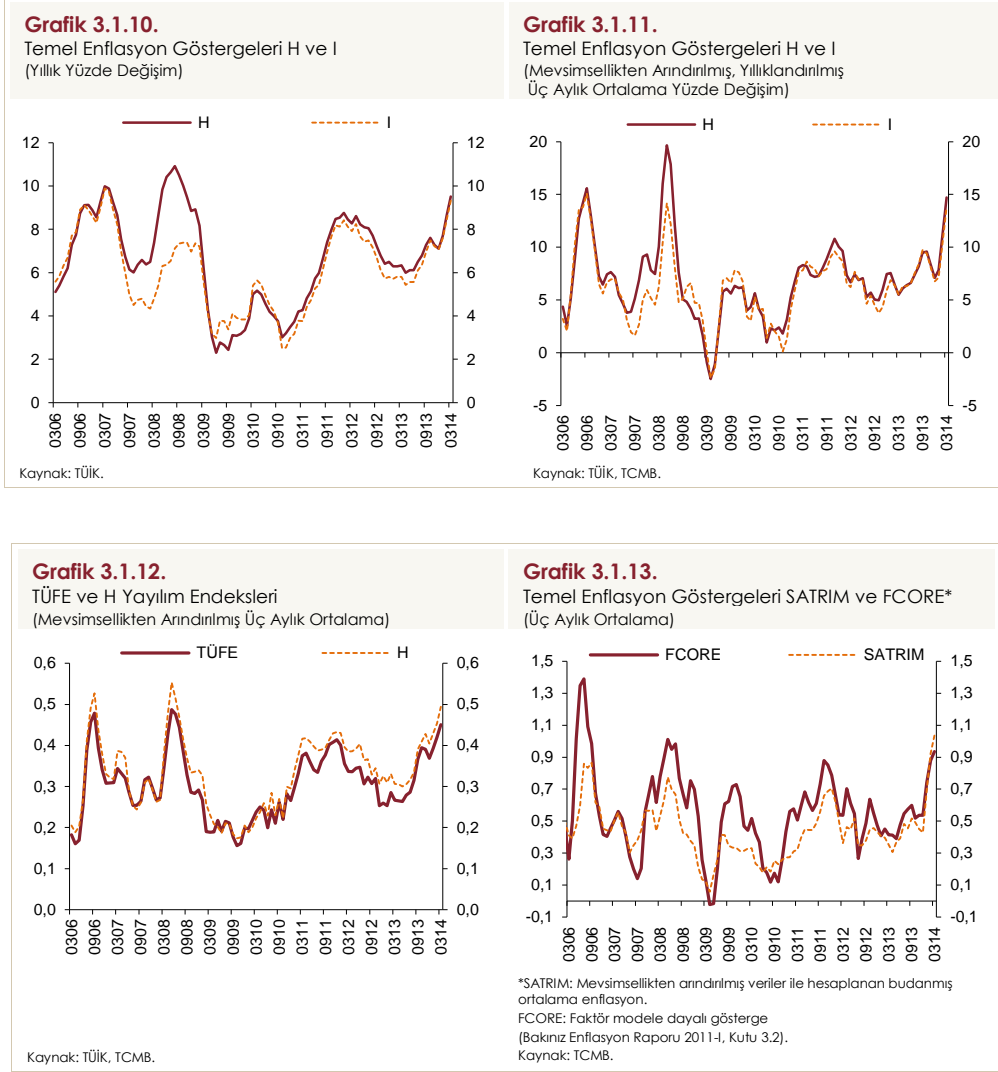 Grafik 3.1.10.
Temel Enflasyon Göstergeleri H ve I
(Yıllık Yüzde Değişim)
H I
12 12
10 10
8 8
6 6
4 4
2 2
0 0
0306 0906 0307 0907 0308 0908 0309 0909 0310 0910 0311 0911 0312 0912 0313 0913 0314
Kaynak: TÜİK.
Grafik 3.1.11.
Temel Enflasyon Göstergeleri H ve I
(Mevsimsellikten Arındırılmış, Yıllıklandırılmış
Üç Aylık Ortalama Yüzde Değişim)
H I
20 20
15 15
10 10
5 5
0 0
-5 -5
0306 0906 0307 0907 0308 0908 0309 0909 0310 0910 0311 0911 0312 0912 0313 0913 0314
Kaynak: TÜİK, TCMB.
Grafik 3.1.12.
TÜFE ve H Yayılım Endeksleri
(Mevsimsellikten Arındırılmış Üç Aylık Ortalama)
TÜFE H
0,6 0,6
0,5 0,5
0,4 0,4
0,3 0,3
0,2 0,2
0,1 0,1
0,0 0,0
0306 0906 0307 0907 0308 0908 0309 0909 0310 0910 0311 0911 0312 0912 0313 0913 0314
Kaynak: TÜİK, TCMB.
Grafik 3.1.13.
Temel Enflasyon Göstergeleri SATRIM ve FCORE*
(Üç Aylık Ortalama)
FCORE SATRIM
1,5 1,5
1,3 1,3
1,1 1,1
0,9 0,9
0,7 0,7
0,5 0,5
0,3 0,3
0,1 0,1
-0,1 -0,1
0306 0906 0307 0907 0308 0908 0309 0909 0310 0910 0311 0911 0312 0912 0313 0913 0314
*SATRIM: Mevsimsellikten arındırılmış veriler ile hesaplanan budanmış
ortalama enflasyon.
FCORE: Faktör modele dayalı gösterge
(Bakınız Enflasyon Raporu 2011-I, Kutu 3.2).
Kaynak: TCMB.